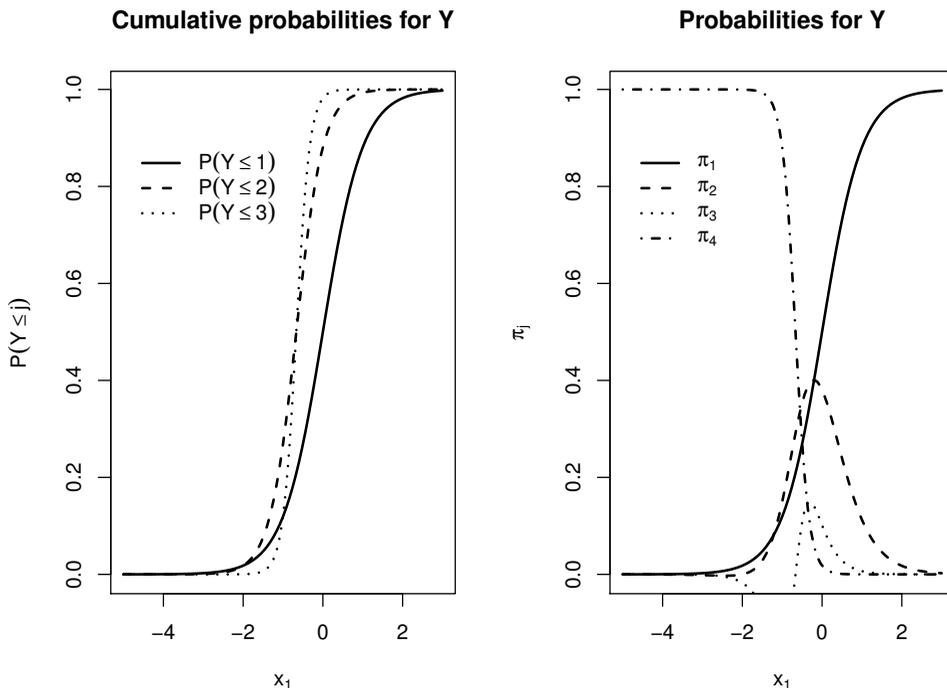 Cumulative probabilities for Y
P(Y ≤ j)
1.0
0.8
0.6
0.4
0.2
0.0
P(Y ≤ 1)
P(Y ≤ 2)
P(Y ≤ 3)
−4 −2 0 2
x₁
Probabilities for Y
πⱼ
1.0
0.8
0.6
0.4
0.2
0.0
π₁
π₂
π₃
π₄
−4 −2 0 2
x₁